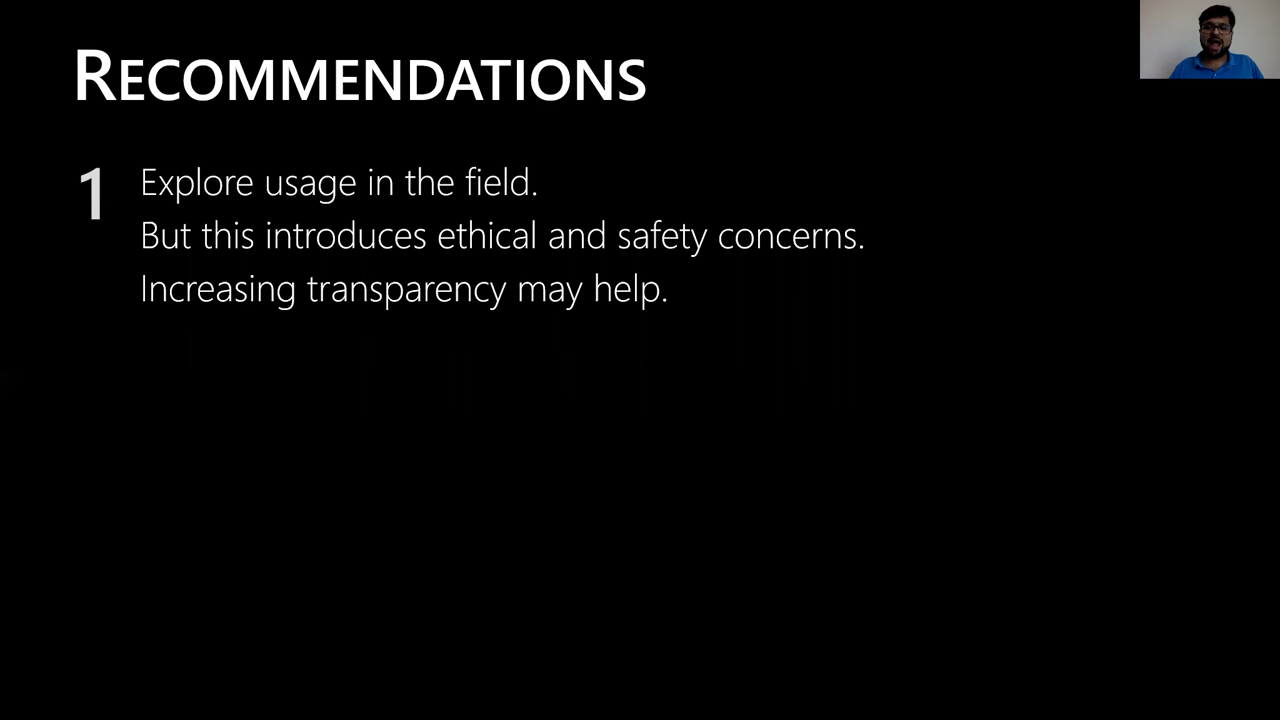 RECOMMENDATIONS
1 Explore usage in the field.
But this introduces ethical and safety concerns.
Increasing transparency may help.